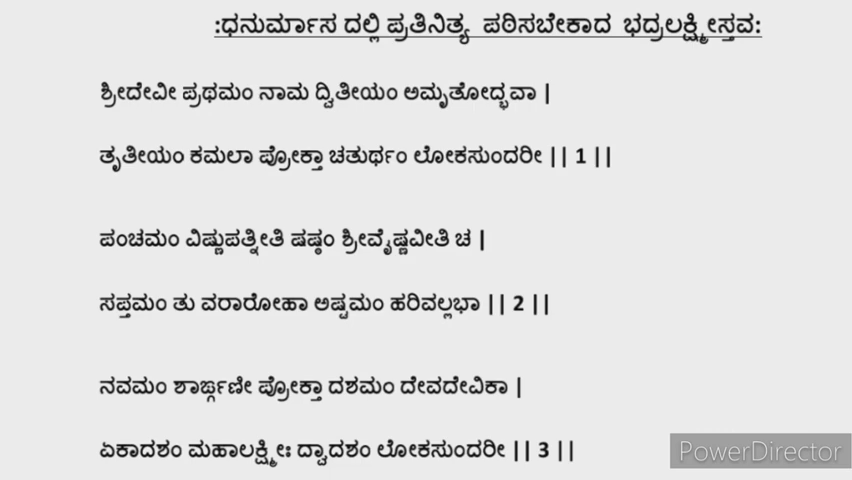 :ಧನುರ್ಮಾಸ ದಲ್ಲಿ ಪ್ರತಿನಿತ್ಯ ಪಠಿಸಬೇಕಾದ ಭದ್ರಲಕ್ಷ್ಮೀಸ್ತವ:
ಶ್ರೀದೇವೀ ಪ್ರಥಮಂ ನಾಮ ದ್ವಿತೀಯಂ ಅಮೃತೋದ್ಭವಾ |
ತೃತೀಯಂ ಕಮಲಾ ಪ್ರೋಕ್ತಾ ಚತುರ್ಥಂ ಲೋಕಸುಂದರೀ || 1 ||
ಪಂಚಮಂ ವಿಷ್ಣುಪತ್ನೀತಿ ಷಷ್ಠಂ ಶ್ರೀವೈಷ್ಣವೀತಿ ಚ |
ಸಪ್ತಮಂ ತು ವರಾರೋಹಾ ಅಷ್ಟಮಂ ಹರಿವಲ್ಲಭಾ || 2 ||
ನವಮಂ ಶಾರ್ಙ್ಗಣೀ ಪ್ರೋಕ್ತಾ ದಶಮಂ ದೇವದೇವಿಕಾ |
ಏಕಾದಶಂ ಮಹಾಲಕ್ಷ್ಮೀಃ ದ್ವಾದಶಂ ಲೋಕಸುಂದರೀ || 3 ||
PowerDirector